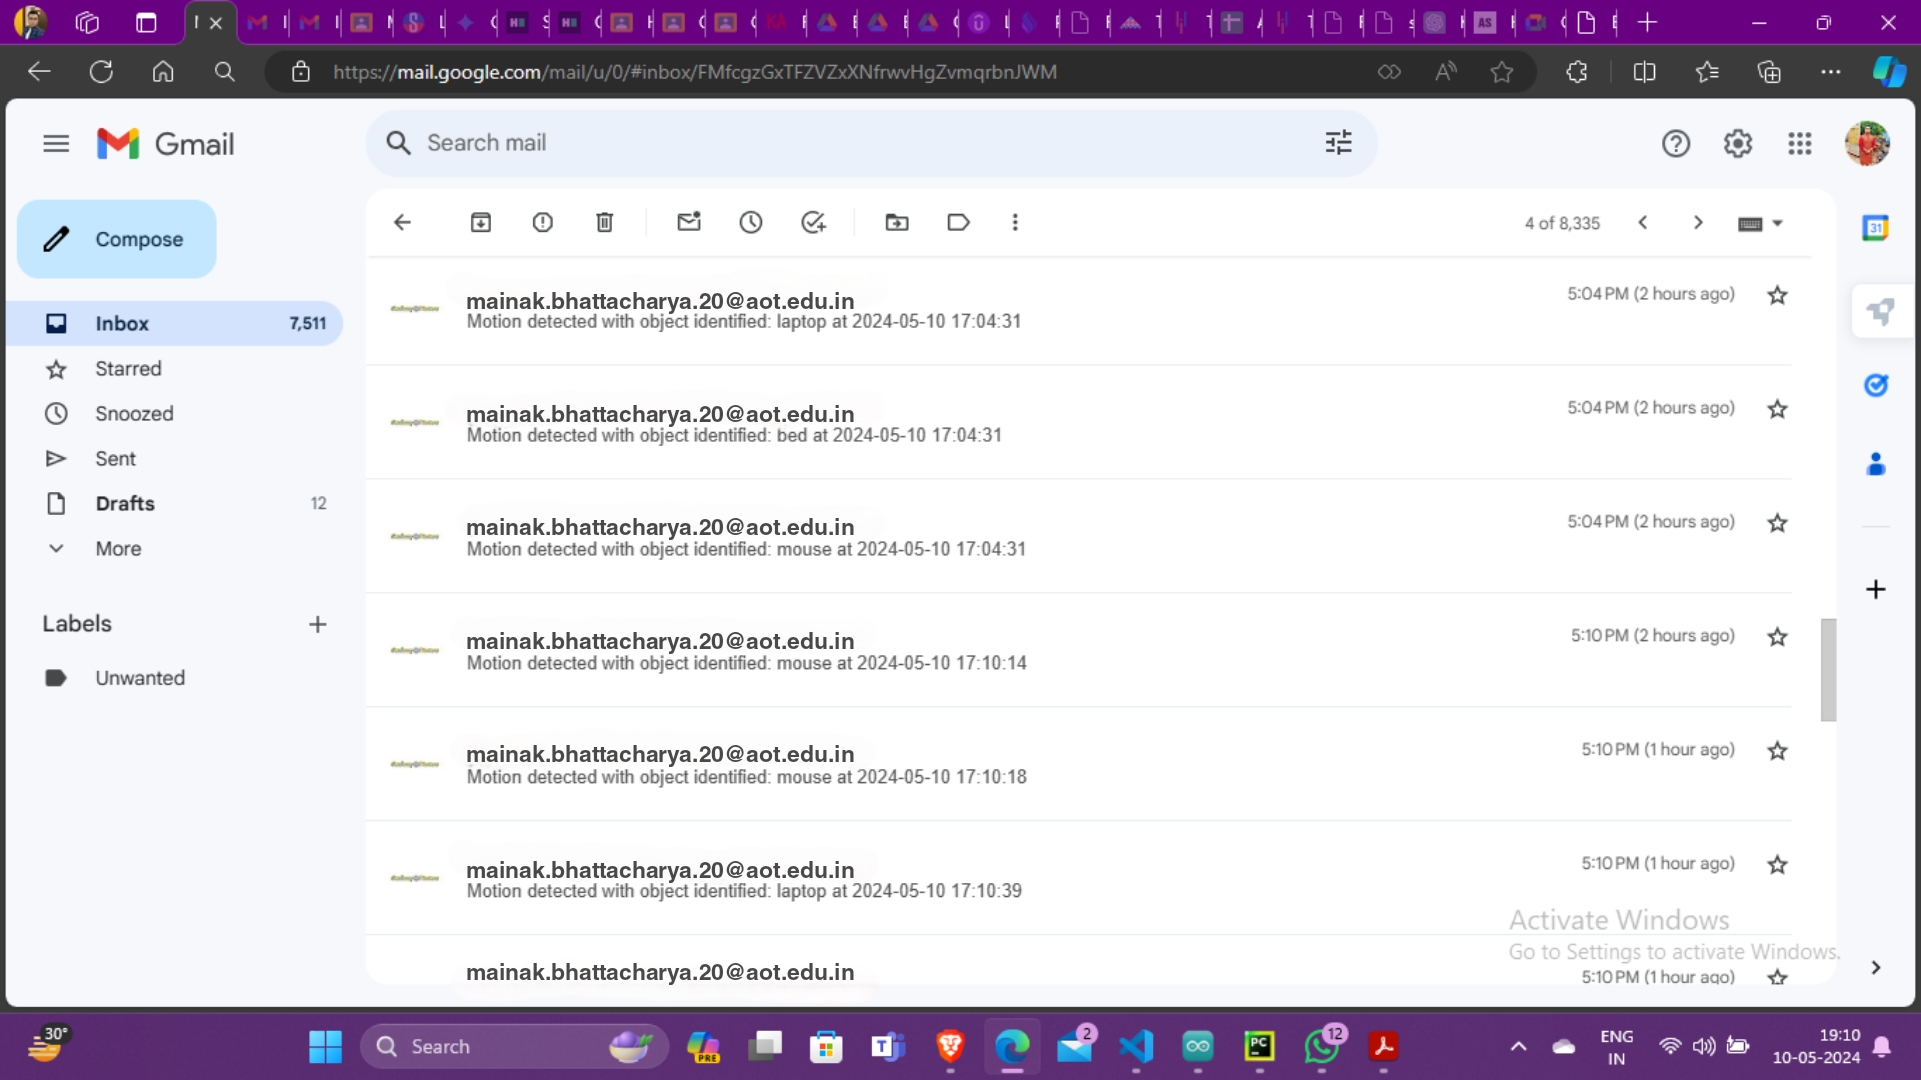 https://mail.google.com/mail/u/0/#inbox/FMfcgzGxTFZVZxXNfrwvHgZvmqrbnJWM
Gmail
Search mail
Compose
4 of 8,335
Inbox 7,511
Starred
Snoozed
Sent
Drafts 12
More
Labels
Unwanted
mainak.bhattacharya.20@aot.edu.in 5:04 PM (2 hours ago)
Motion detected with object identified: laptop at 2024-05-10 17:04:31
mainak.bhattacharya.20@aot.edu.in 5:04 PM (2 hours ago)
Motion detected with object identified: bed at 2024-05-10 17:04:31
mainak.bhattacharya.20@aot.edu.in 5:04 PM (2 hours ago)
Motion detected with object identified: mouse at 2024-05-10 17:04:31
mainak.bhattacharya.20@aot.edu.in 5:10 PM (2 hours ago)
Motion detected with object identified: mouse at 2024-05-10 17:10:14
mainak.bhattacharya.20@aot.edu.in 5:10 PM (1 hour ago)
Motion detected with object identified: mouse at 2024-05-10 17:10:18
mainak.bhattacharya.20@aot.edu.in 5:10 PM (1 hour ago)
Motion detected with object identified: laptop at 2024-05-10 17:10:39
mainak.bhattacharya.20@aot.edu.in 5:10 PM (1 hour ago)
Activate Windows
Go to Settings to activate Windows.
31
30°
Search
PRE
2
PC
12
ENG
IN
19:10
10-05-2024